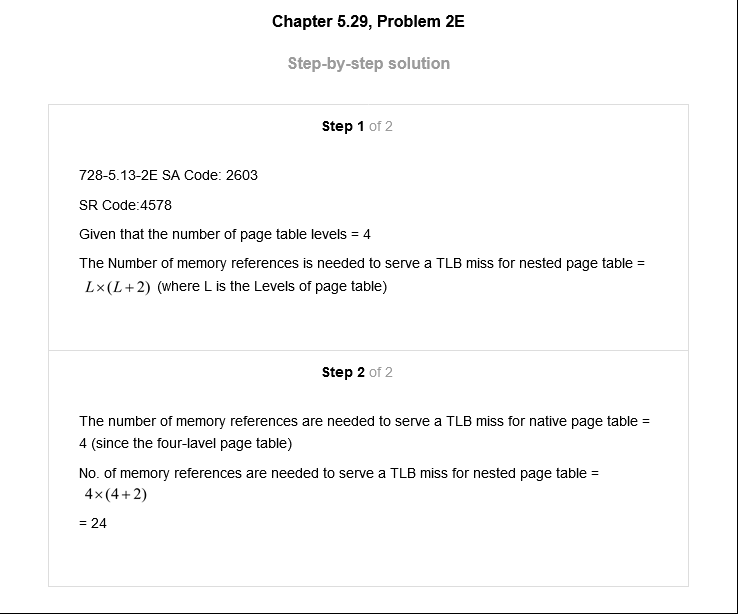 Chapter 5.29, Problem 2E
Step-by-step solution
Step 1 of 2
728-5.13-2E SA Code: 2603
SR Code:4578
Given that the number of page table levels = 4
The Number of memory references is needed to serve a TLB miss for nested page table =
L×(L+2) (where L is the Levels of page table)
Step 2 of 2
The number of memory references are needed to serve a TLB miss for native page table =
4 (since the four-lavel page table)
No. of memory references are needed to serve a TLB miss for nested page table =
4×(4+2)
= 24